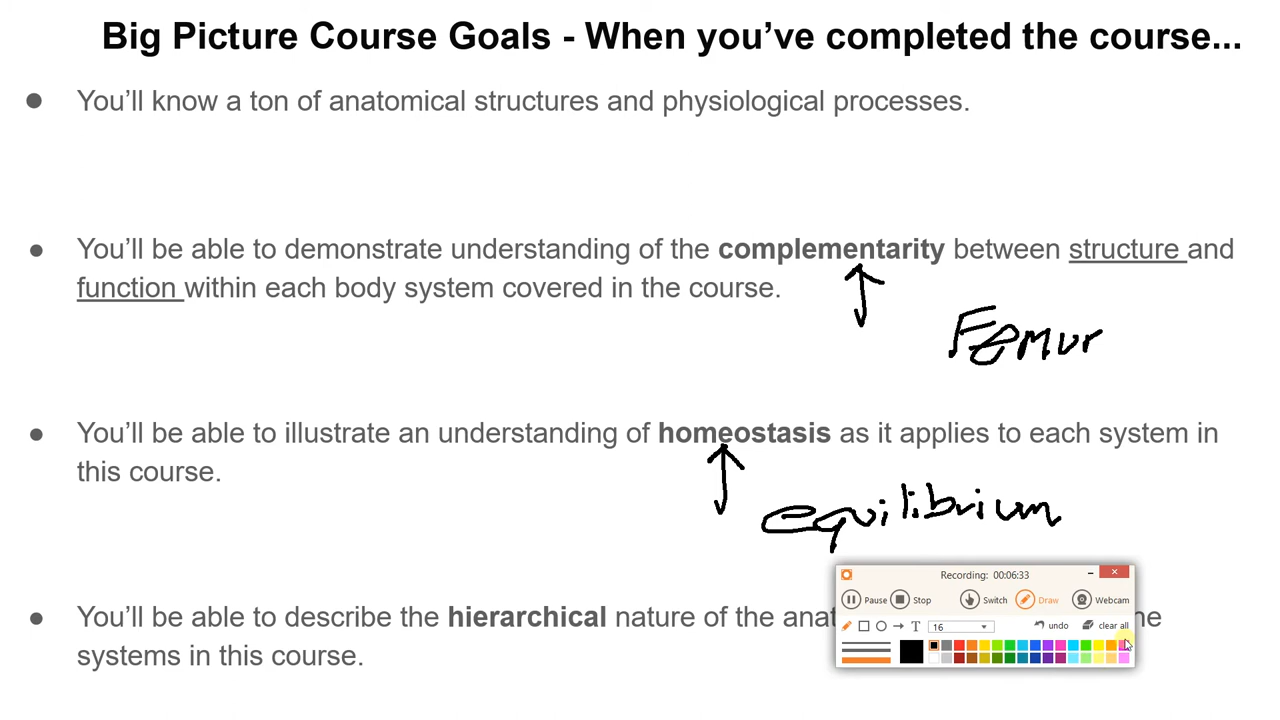 Big Picture Course Goals - When you’ve completed the course...
● You’ll know a ton of anatomical structures and physiological processes.
● You’ll be able to demonstrate understanding of the complementarity between structure and
function within each body system covered in the course.
Femur
● You’ll be able to illustrate an understanding of homeostasis as it applies to each system in
this course.
equilibrium
Recording: 00:06:33
Pause Stop Switch Draw Webcam
T 16 undo clear all
● You’ll be able to describe the hierarchical nature of the
systems in this course.